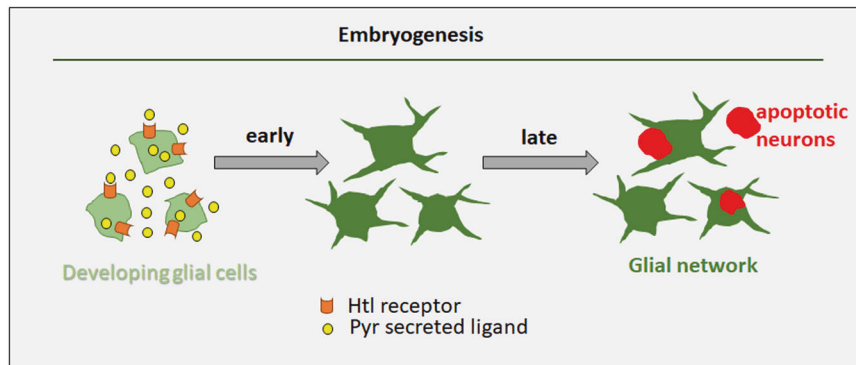 Embryogenesis
early
late
apoptotic
neurons
Developing glial cells
Glial network
Htl receptor
Pyr secreted ligand